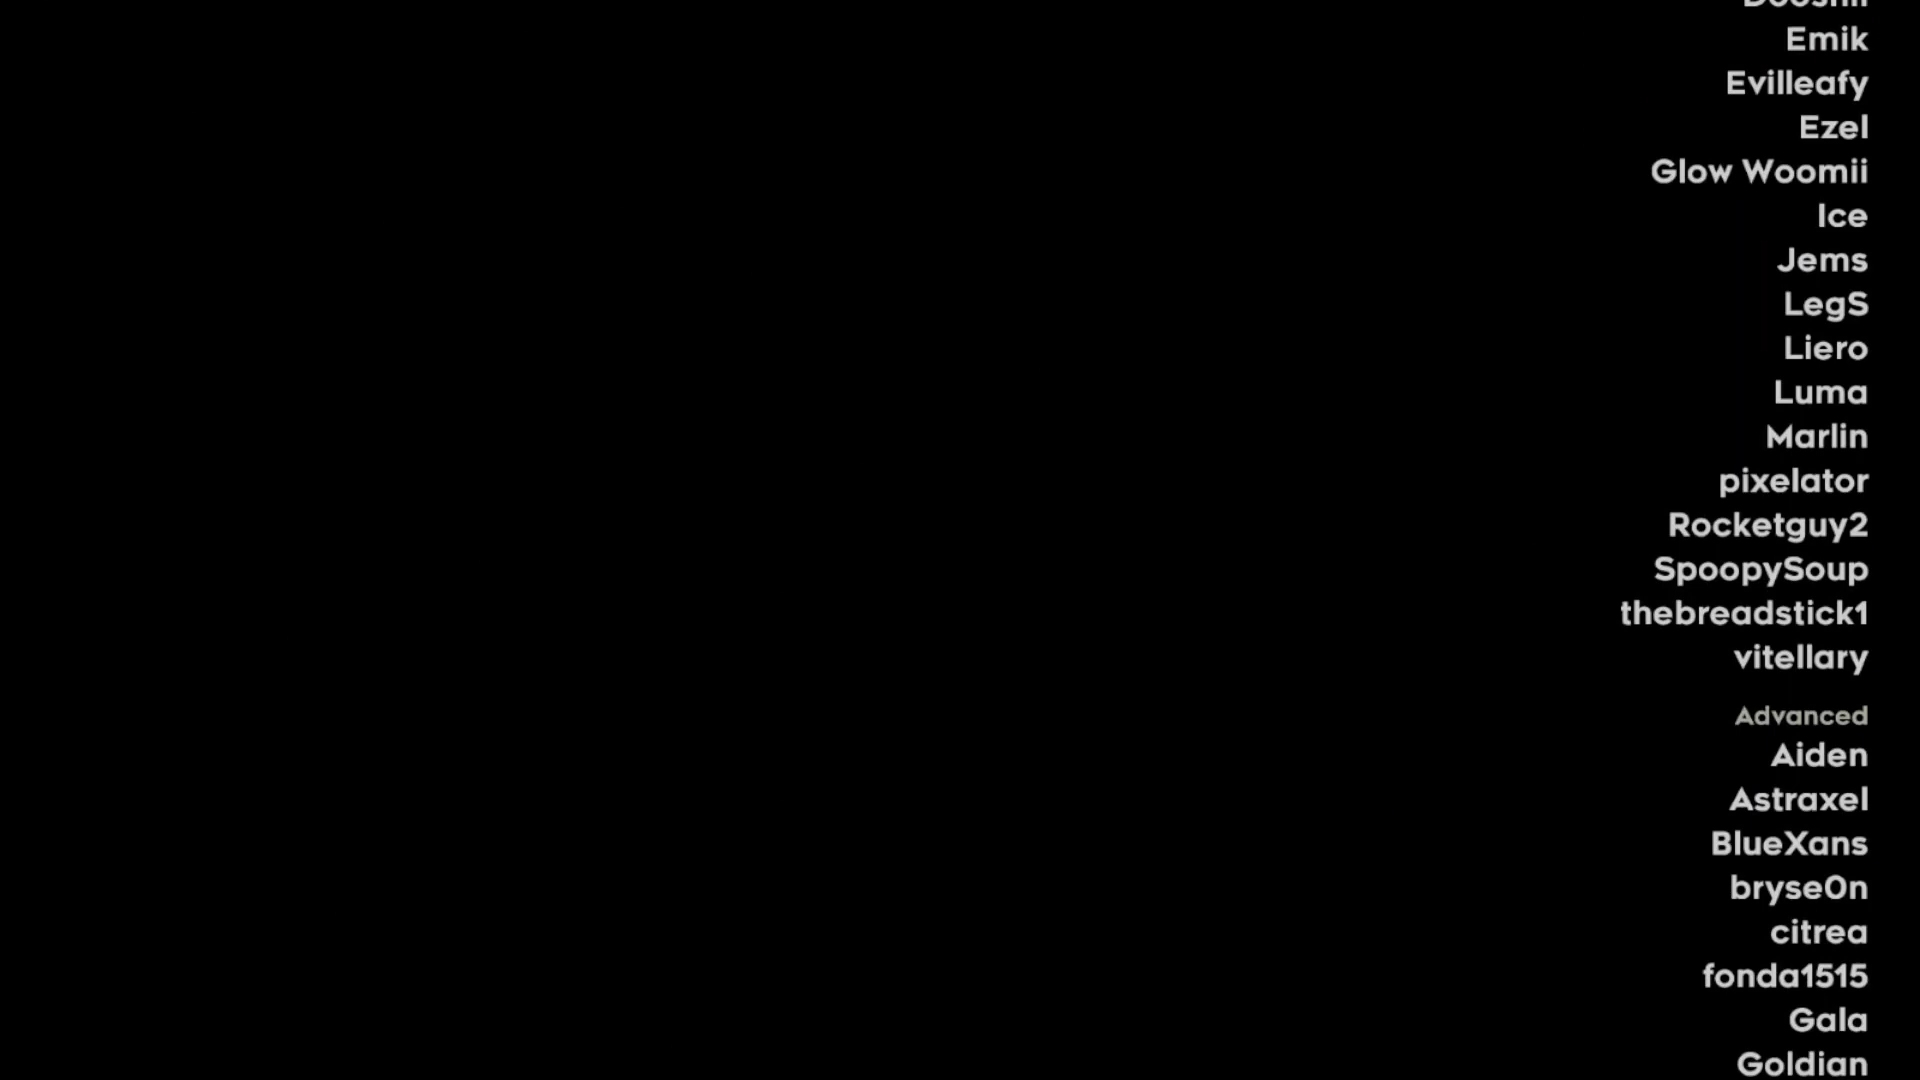 Emik
Evilleafy
Ezel
Glow Woomii
Ice
Jems
LegS
Liero
Luma
Marlin
pixelator
Rocketguy2
SpoopySoup
thebreadstick1
vitellary
Advanced
Aiden
Astraxel
BlueXans
bryse0n
citrea
fonda1515
Gala
Goldian